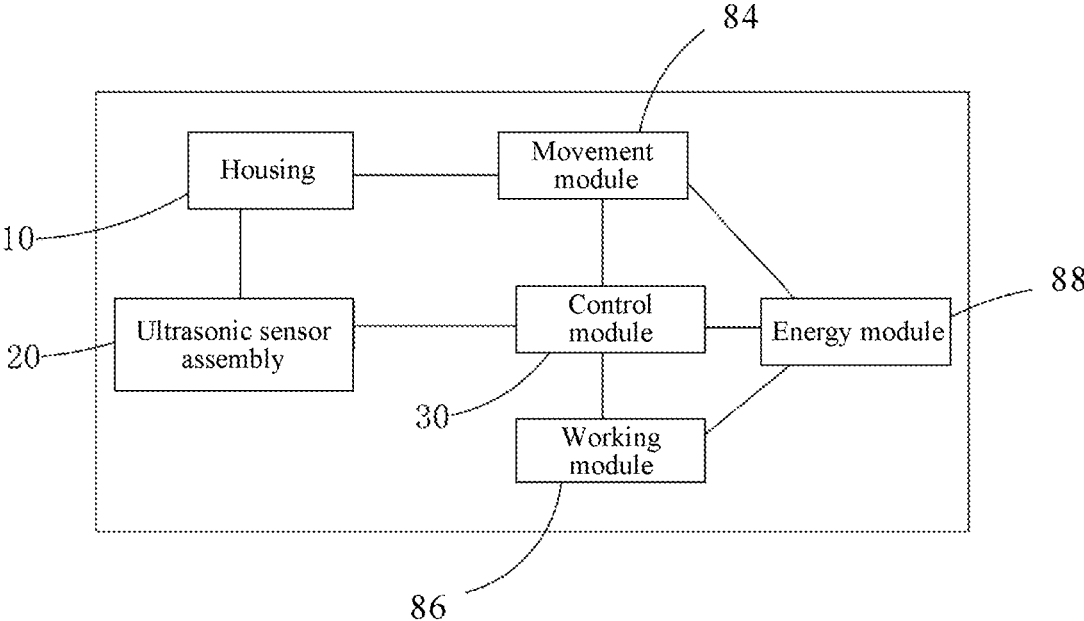 84
Housing
Movement
module
10
88
Ultrasonic sensor
assembly
Control
module
Energy module
20
30
Working
module
86